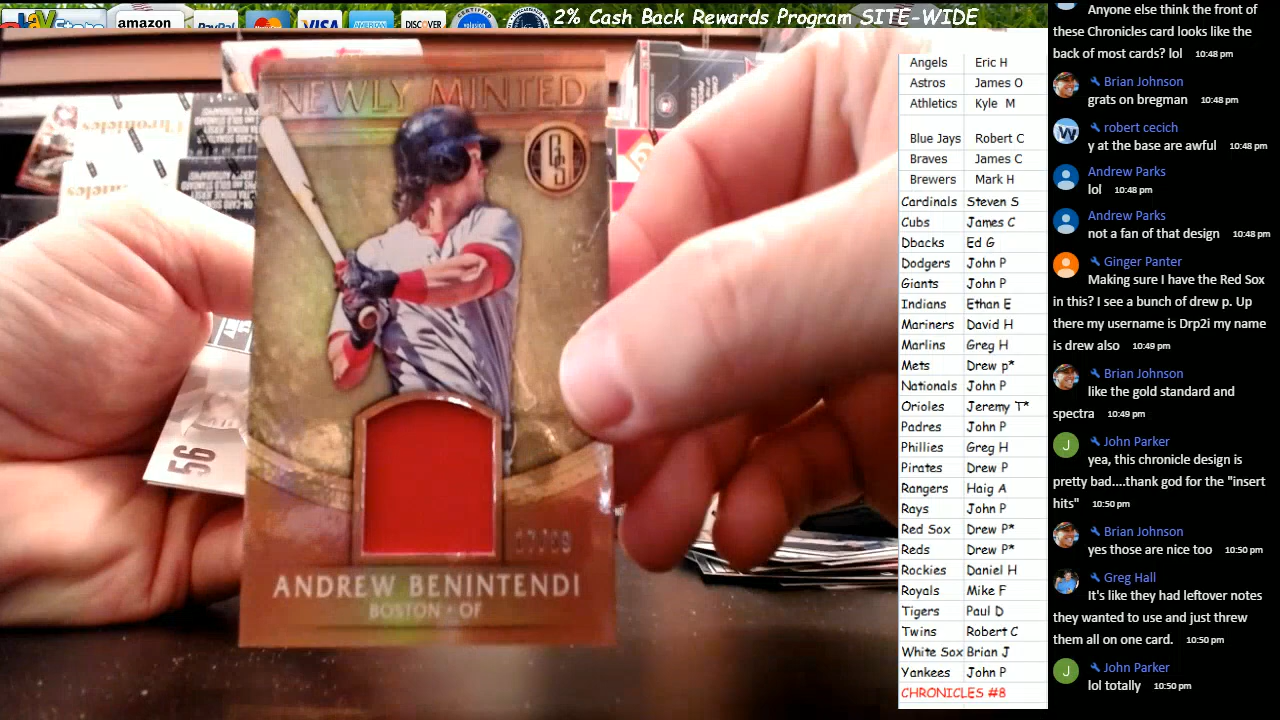 amazon
PayPal
VISA
AMERICAN
DISCOVER
CERTIFIED
2% Cash Back Rewards Program SITE-WIDE
NEWLY MINTED
GS
56
ANDREW BENINTENDI
BOSTON • OF
Angels Eric H
Astros James O
Athletics Kyle M
Blue Jays Robert C
Braves James C
Brewers Mark H
Cardinals Steven S
Cubs James C
Dbacks Ed G
Dodgers John P
Giants John P
Indians Ethan E
Mariners David H
Marlins Greg H
Mets Drew p*
Nationals John P
Orioles Jeremy T*
Padres John P
Phillies Greg H
Pirates Drew P
Rangers Haig A
Rays John P
Red Sox Drew P*
Reds Drew P*
Rockies Daniel H
Royals Mike F
Tigers Paul D
Twins Robert C
White Sox Brian J
Yankees John P
CHRONICLES #8
Anyone else think the front of
these Chronicles card looks like the
back of most cards? lol 10:48 pm
Brian Johnson
grats on bregman 10:48 pm
robert cecich
y at the base are awful 10:48 pm
Andrew Parks
lol 10:48 pm
Andrew Parks
not a fan of that design 10:48 pm
Ginger Panter
Making sure I have the Red Sox
in this? I see a bunch of drew p. Up
there my username is Drp2i my name
is drew also 10:49 pm
Brian Johnson
like the gold standard and
spectra 10:49 pm
John Parker
yea, this chronicle design is
pretty bad....thank god for the "insert
hits" 10:50 pm
Brian Johnson
yes those are nice too 10:50 pm
Greg Hall
It's like they had leftover notes
they wanted to use and just threw
them all on one card. 10:50 pm
John Parker
lol totally 10:50 pm